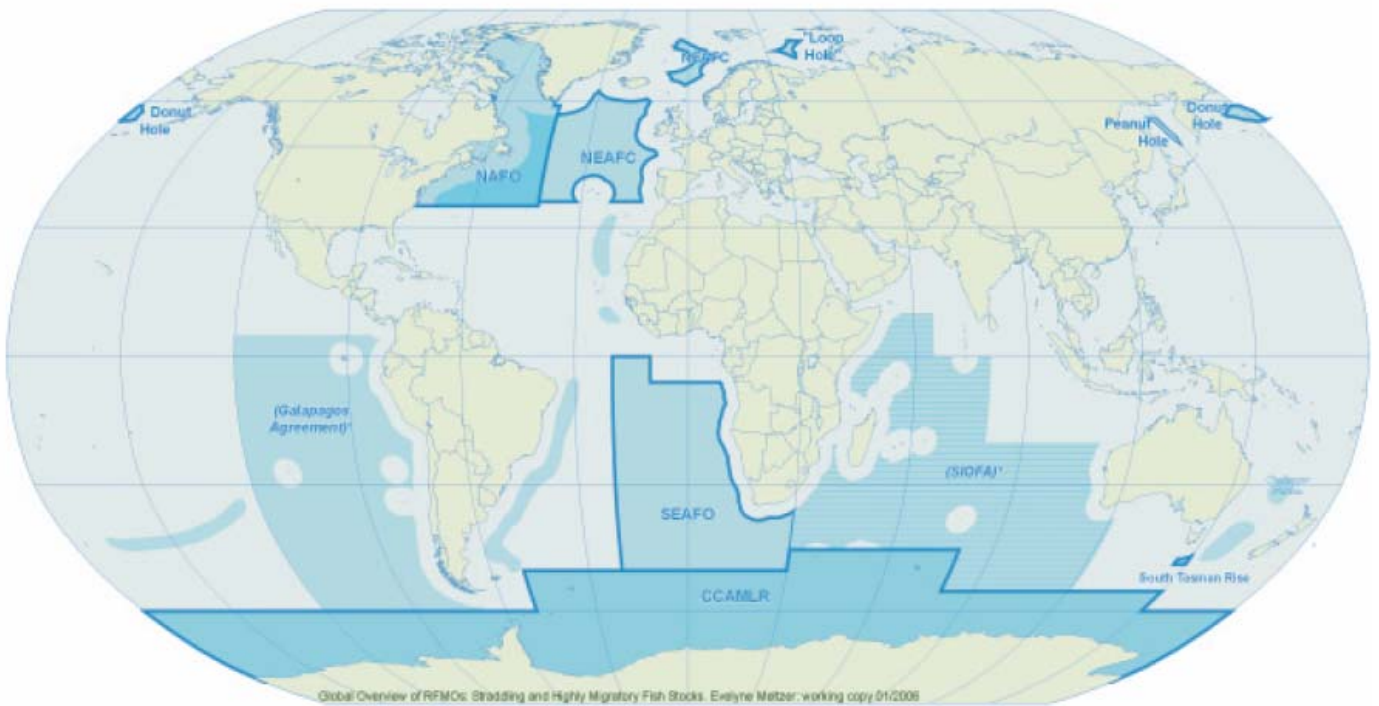 "Loop
Hole"
NEAFC
Donut
Hole
Donut
Hole
Peanut
Hole
NEAFC
NAFO
(Galapagos
Agreement)¹
(SIOFA)¹
SEAFO
South Tasman Rise
CCAMLR
Global Overview of RFMOs: Straddling and Highly Migratory Fish Stocks. Evelyne Meltzer: working copy 01/2006